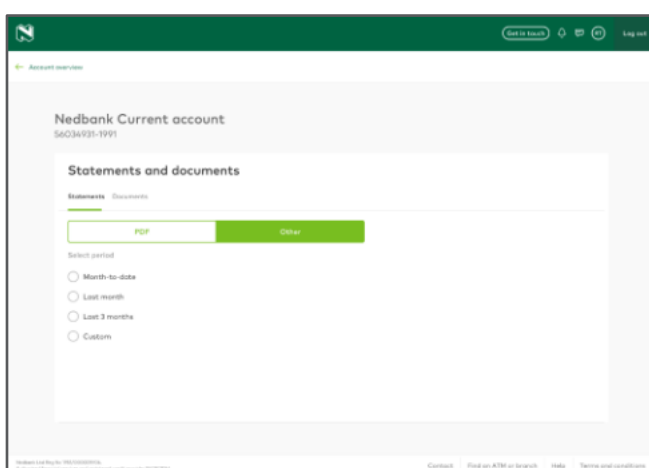 N
Get in touch
Log out
Account overview
Nedbank Current account
S6034931-1991
Statements and documents
Statements Documents
PDF Other
Select period
Month-to-date
Last month
Last 3 months
Custom
Contact Find an ATM or branch Help Terms and conditions